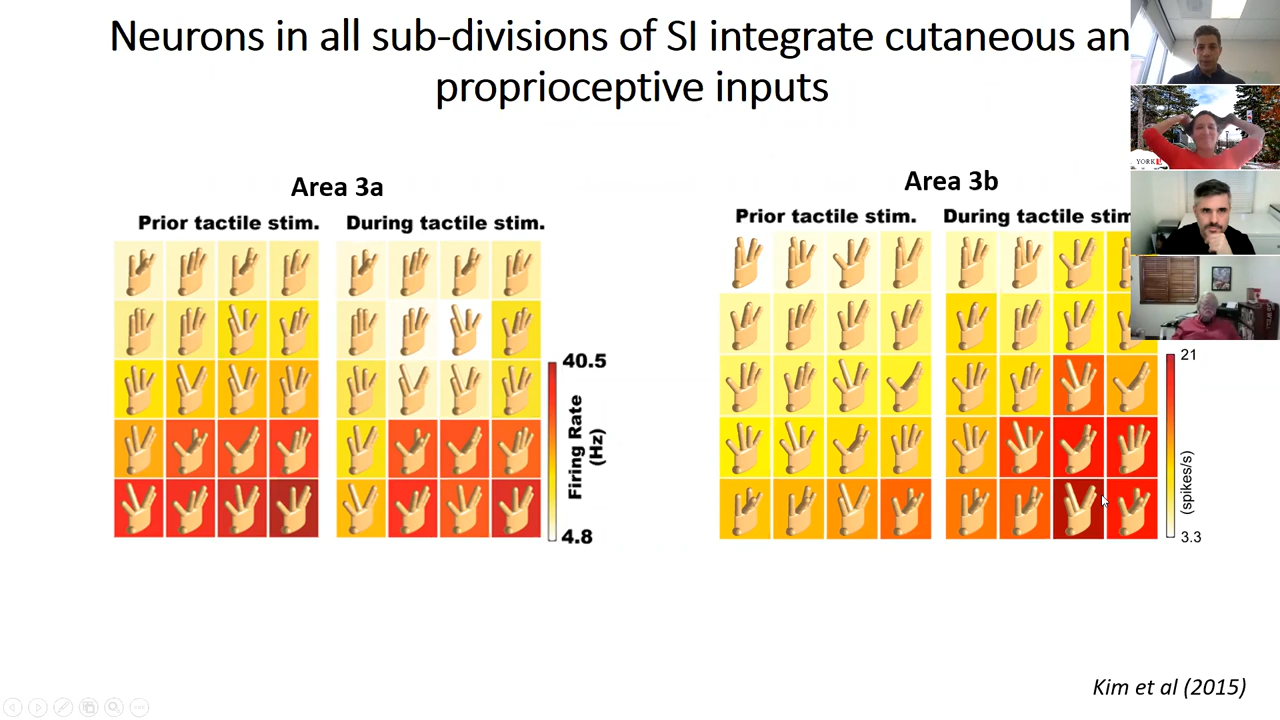 Neurons in all sub-divisions of SI integrate cutaneous an
proprioceptive inputs
Area 3a
Prior tactile stim.
During tactile stim.
40.5
Firing Rate
(Hz)
4.8
Area 3b
Prior tactile stim.
During tactile stim
21
(spikes/s)
3.3
YORK
Kim et al (2015)